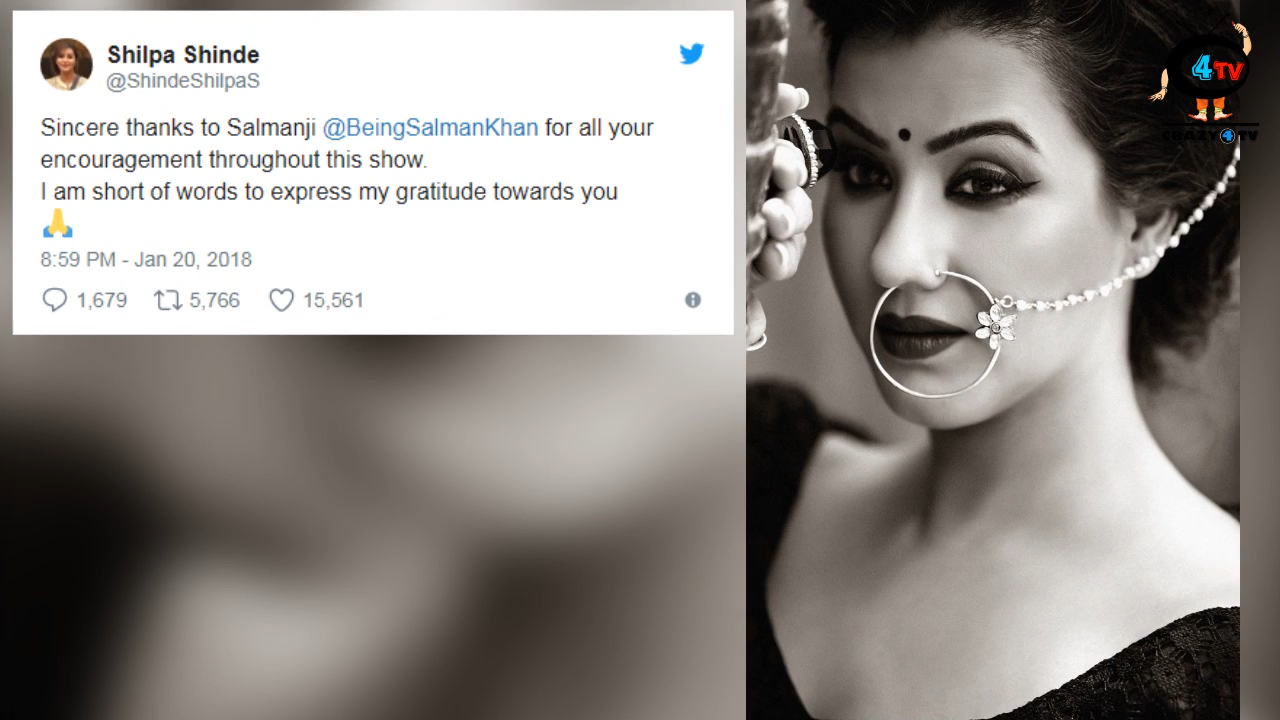 Shilpa Shinde
@ShindeShilpaS
Sincere thanks to Salmanji @BeingSalmanKhan for all your
encouragement throughout this show.
I am short of words to express my gratitude towards you
🙏
8:59 PM - Jan 20, 2018
1,679 5,766 15,561
4TV
CRAZY4TV